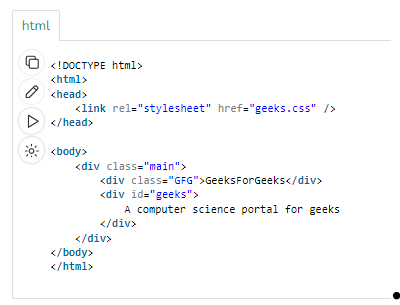 html
<!DOCTYPE html>
<html>
<head>
    <link rel="stylesheet" href="geeks.css" />
</head>

<body>
    <div class="main">
        <div class="GFG">GeeksForGeeks</div>
        <div id="geeks">
            A computer science portal for geeks
        </div>
    </div>
</body>
</html>